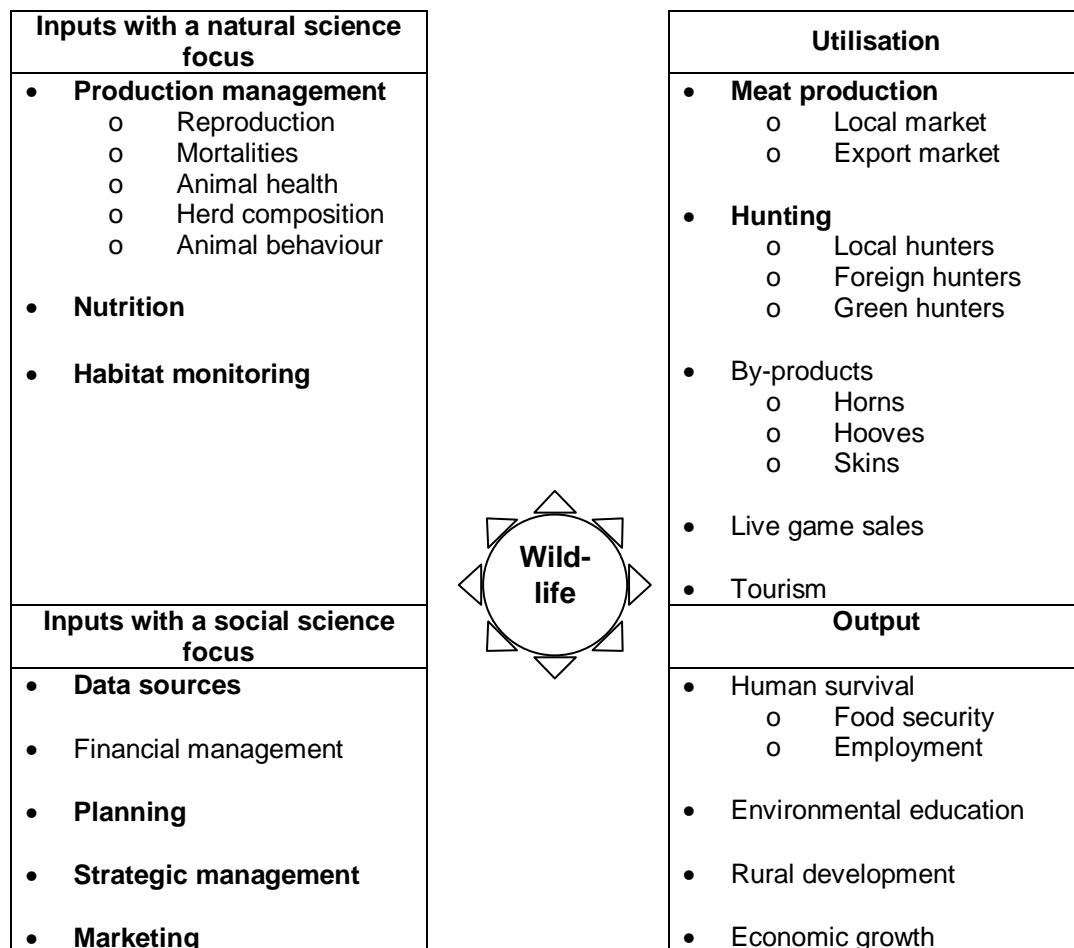 Inputs with a natural science
focus
• Production management
o Reproduction
o Mortalities
o Animal health
o Herd composition
o Animal behaviour
• Nutrition
• Habitat monitoring
Inputs with a social science
focus
• Data sources
• Financial management
• Planning
• Strategic management
• Marketing
Wild-
life
Utilisation
• Meat production
o Local market
o Export market
• Hunting
o Local hunters
o Foreign hunters
o Green hunters
• By-products
o Horns
o Hooves
o Skins
• Live game sales
• Tourism
Output
• Human survival
o Food security
o Employment
• Environmental education
• Rural development
• Economic growth